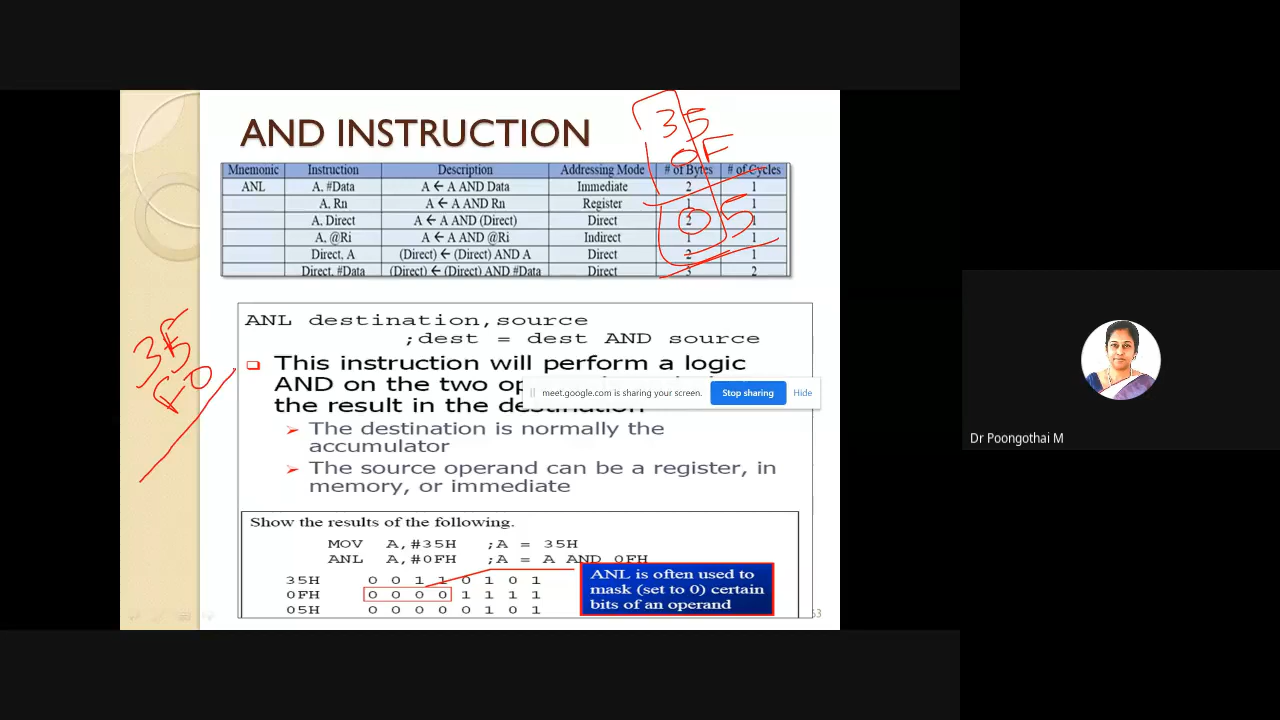 AND INSTRUCTION
35
0F
05
Mnemonic Instruction Description Addressing Mode # of Bytes # of Cycles
ANL A, #Data A ← A AND Data Immediate 2 1
A, Rn A ← A AND Rn Register 1 1
A, Direct A ← A AND (Direct) Direct 2 1
A, @Ri A ← A AND @Ri Indirect 1 1
Direct, A (Direct) ← (Direct) AND A Direct 2 1
Direct, #Data (Direct) ← (Direct) AND #Data Direct 3 2
35
F0
ANL destination,source
;dest = dest AND source
This instruction will perform a logic
AND on the two
the result in the destination
meet.google.com is sharing your screen. Stop sharing Hide
The destination is normally the
accumulator
The source operand can be a register, in
memory, or immediate
Show the results of the following.
MOV A,#35H ;A = 35H
ANL A,#0FH ;A = A AND 0FH
35H 0 0 1 1 0 1 0 1
0FH 0 0 0 0 1 1 1 1
05H 0 0 0 0 0 1 0 1
ANL is often used to
mask (set to 0) certain
bits of an operand
Dr Poongothai M